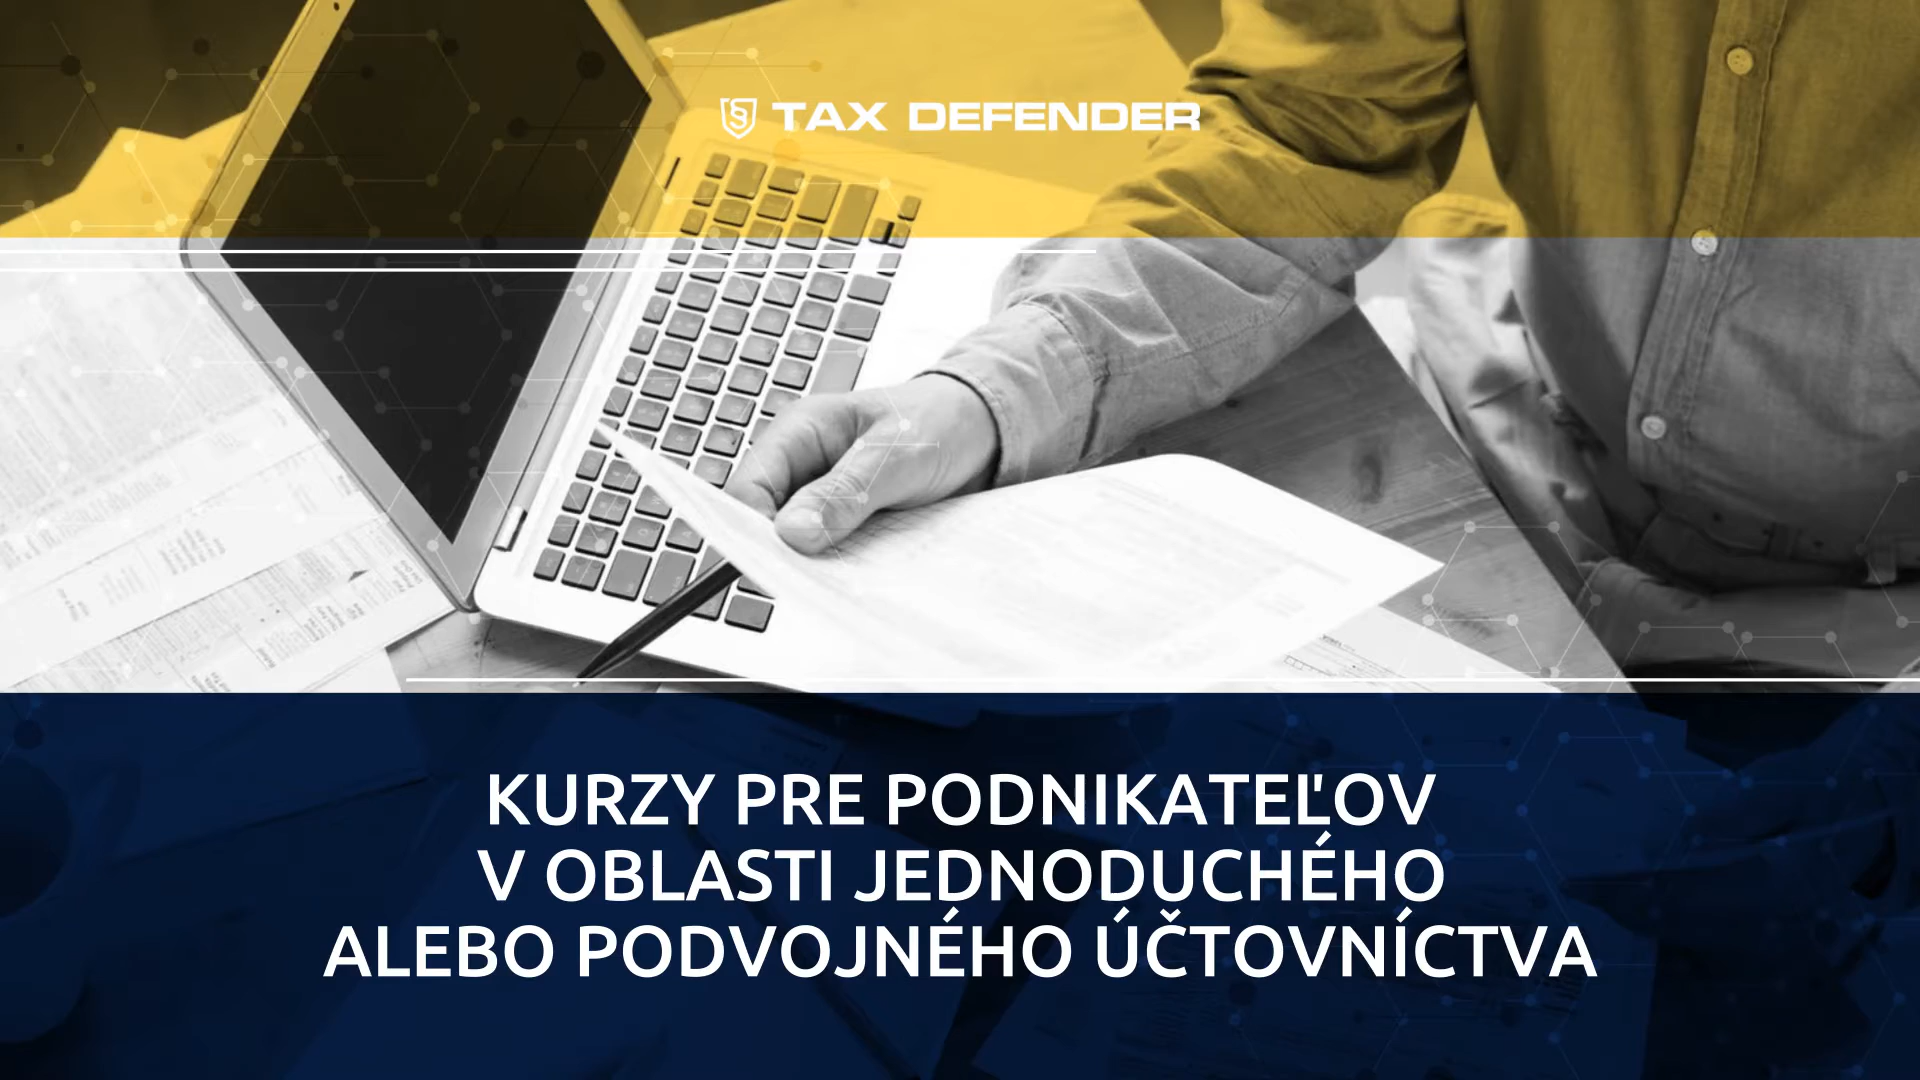 TAX DEFENDER
KURZY PRE PODNIKATEĽOV
V OBLASTI JEDNODUCHÉHO
ALEBO PODVOJNÉHO ÚČTOVNÍCTVA